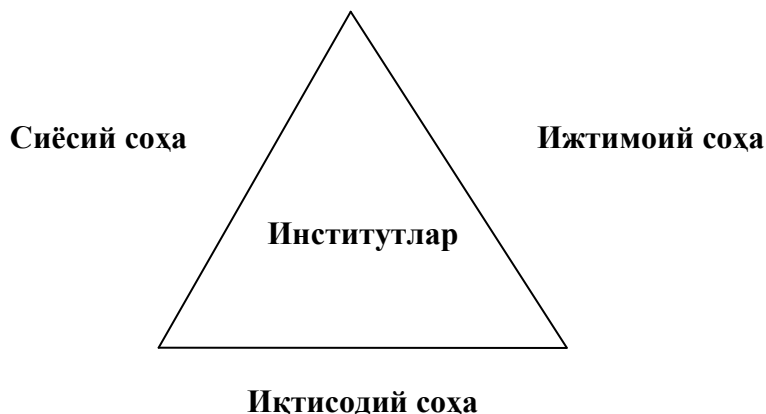 Сиёсий соҳа
Ижтимоий соҳа
Институтлар
Иқтисодий соҳа